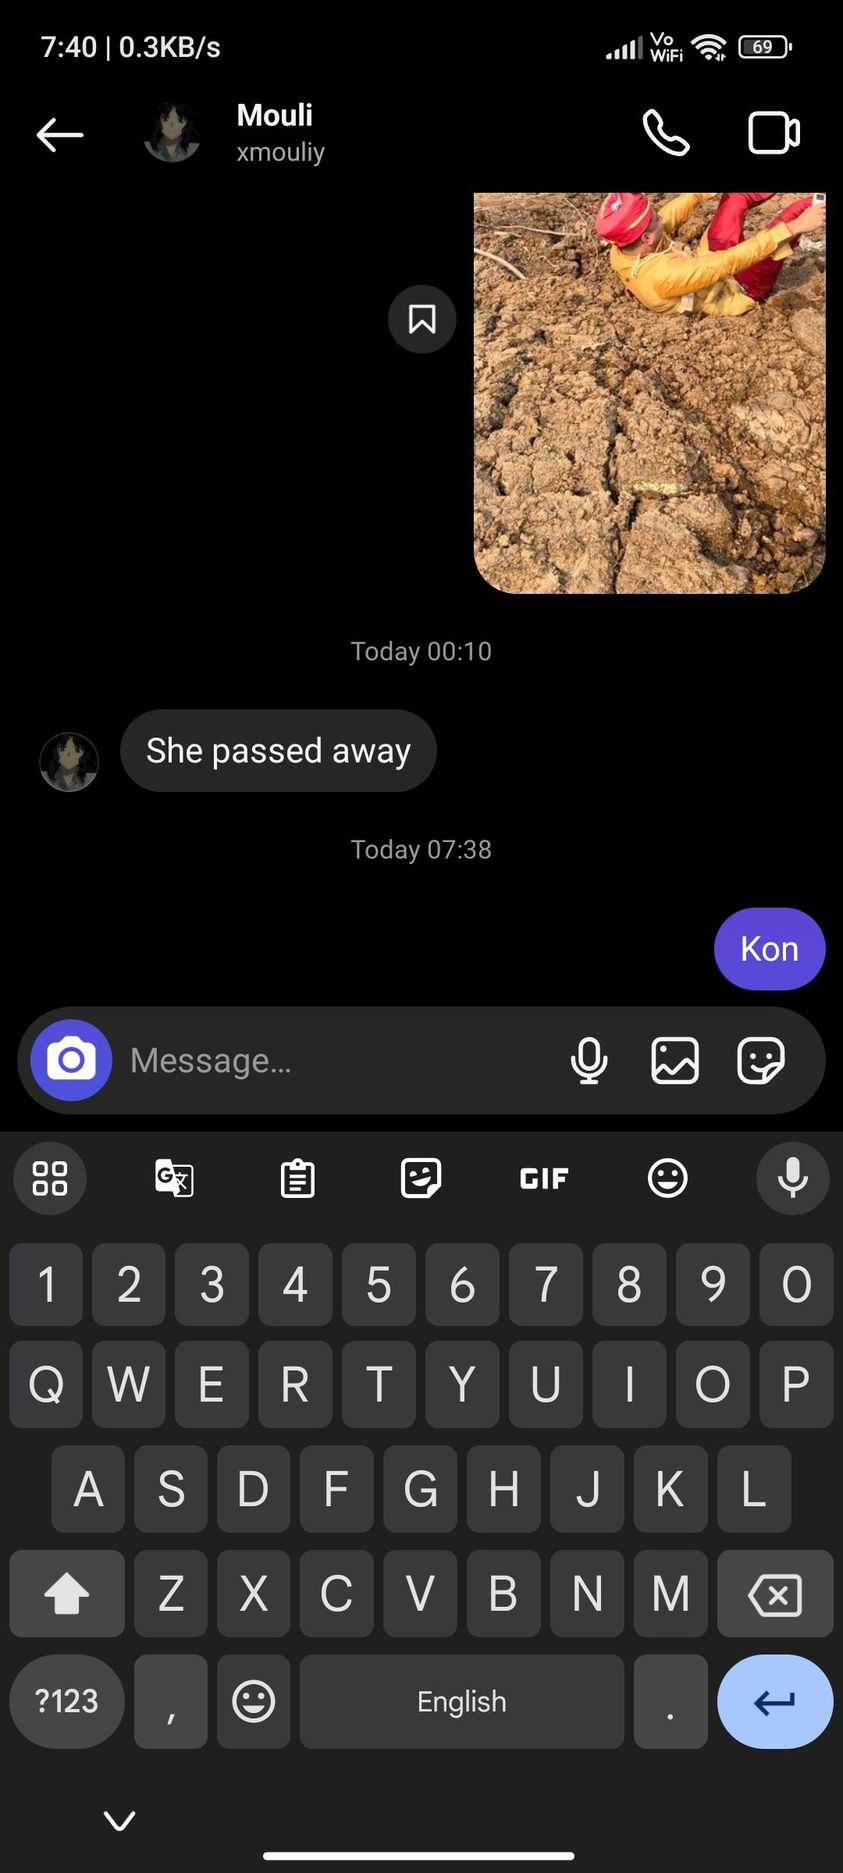 7:40 | 0.3KB/s
Vo
WiFi
69
Mouli
xmouliy
Today 00:10
She passed away
Today 07:38
Kon
Message...
GIF
1 2 3 4 5 6 7 8 9 0
Q W E R T Y U I O P
A S D F G H J K L
Z X C V B N M
?123 , English .